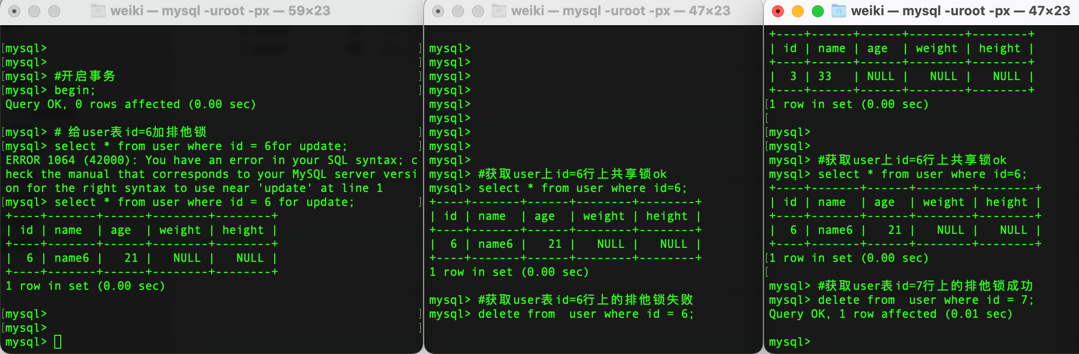 weiki — mysql -uroot -px — 59×23
mysql>
mysql>
mysql> #开启事务
mysql> begin;
Query OK, 0 rows affected (0.00 sec)
mysql> # 给user表id=6加排他锁
mysql> select * from user where id = 6for update;
ERROR 1064 (42000): You have an error in your SQL syntax; c
heck the manual that corresponds to your MySQL server versi
on for the right syntax to use near 'update' at line 1
mysql> select * from user where id = 6 for update;
+----+-------+------+--------+--------+
| id | name  | age  | weight | height |
+----+-------+------+--------+--------+
|  6 | name6 |   21 |   NULL |   NULL |
+----+-------+------+--------+--------+
1 row in set (0.00 sec)
mysql>
mysql>
mysql>
weiki — mysql -uroot -px — 47×23
mysql>
mysql>
mysql>
mysql>
mysql>
mysql>
mysql>
mysql>
mysql>
mysql> #获取user上id=6行上共享锁ok
mysql> select * from user where id=6;
+----+-------+------+--------+--------+
| id | name  | age  | weight | height |
+----+-------+------+--------+--------+
|  6 | name6 |   21 |   NULL |   NULL |
+----+-------+------+--------+--------+
1 row in set (0.00 sec)
mysql> #获取user表id=6行上的排他锁失败
mysql> delete from  user where id = 6;
weiki — mysql -uroot -px — 47×23
+----+------+------+--------+--------+
| id | name | age  | weight | height |
+----+------+------+--------+--------+
|  3 | 33   | NULL |   NULL |   NULL |
+----+------+------+--------+--------+
1 row in set (0.00 sec)
mysql>
mysql>
mysql> #获取user上id=6行上共享锁ok
mysql> select * from user where id=6;
+----+-------+------+--------+--------+
| id | name  | age  | weight | height |
+----+-------+------+--------+--------+
|  6 | name6 |   21 |   NULL |   NULL |
+----+-------+------+--------+--------+
1 row in set (0.00 sec)
mysql> #获取user表id=7行上的排他锁成功
mysql> delete from  user where id = 7;
Query OK, 1 row affected (0.01 sec)
mysql>